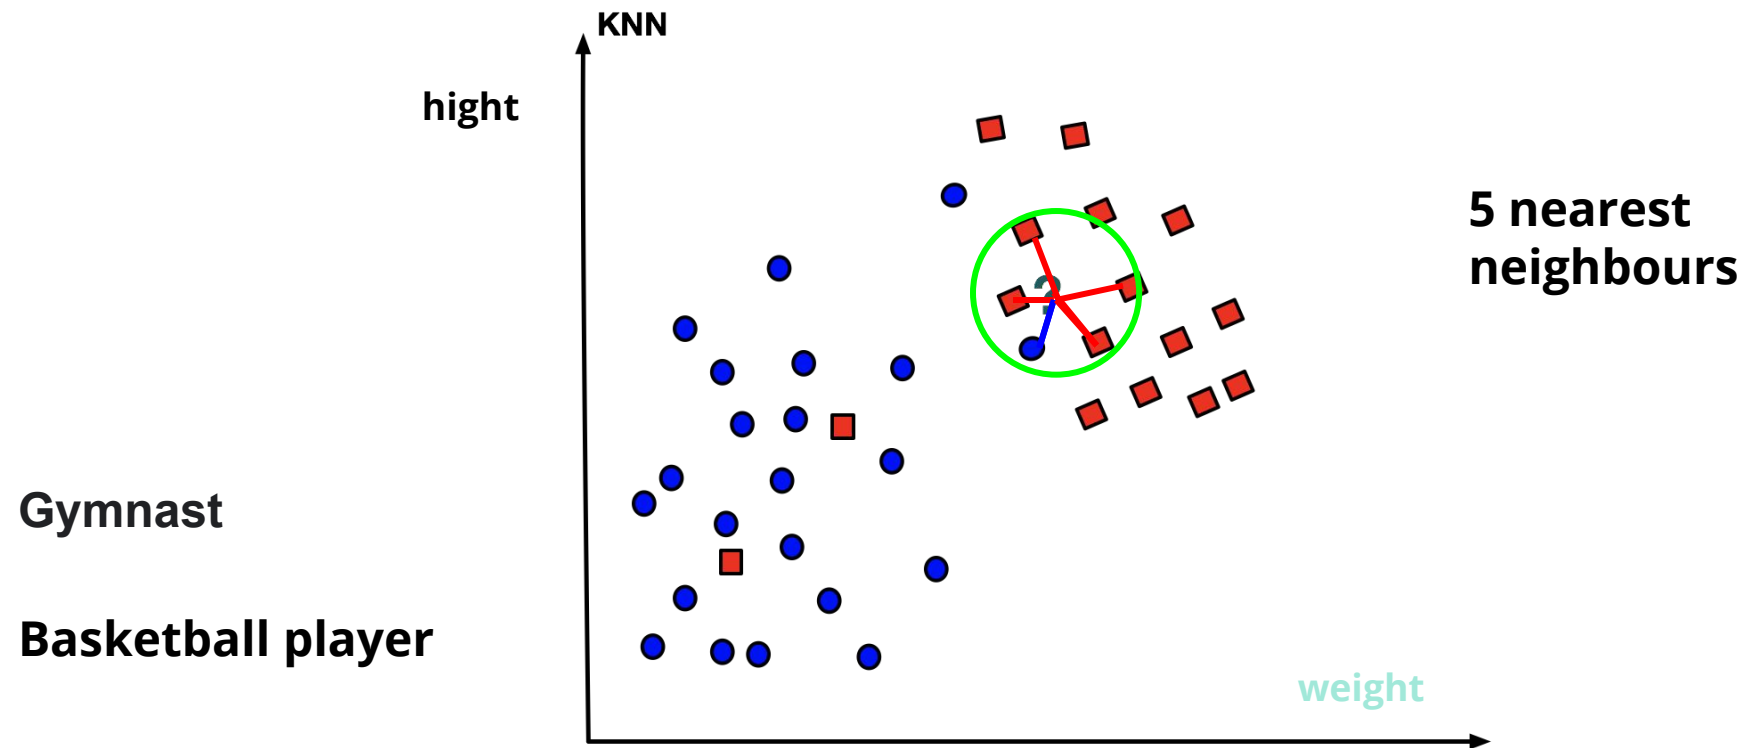 KNN
hight
5 nearest
neighbours
?
Gymnast
Basketball player
weight